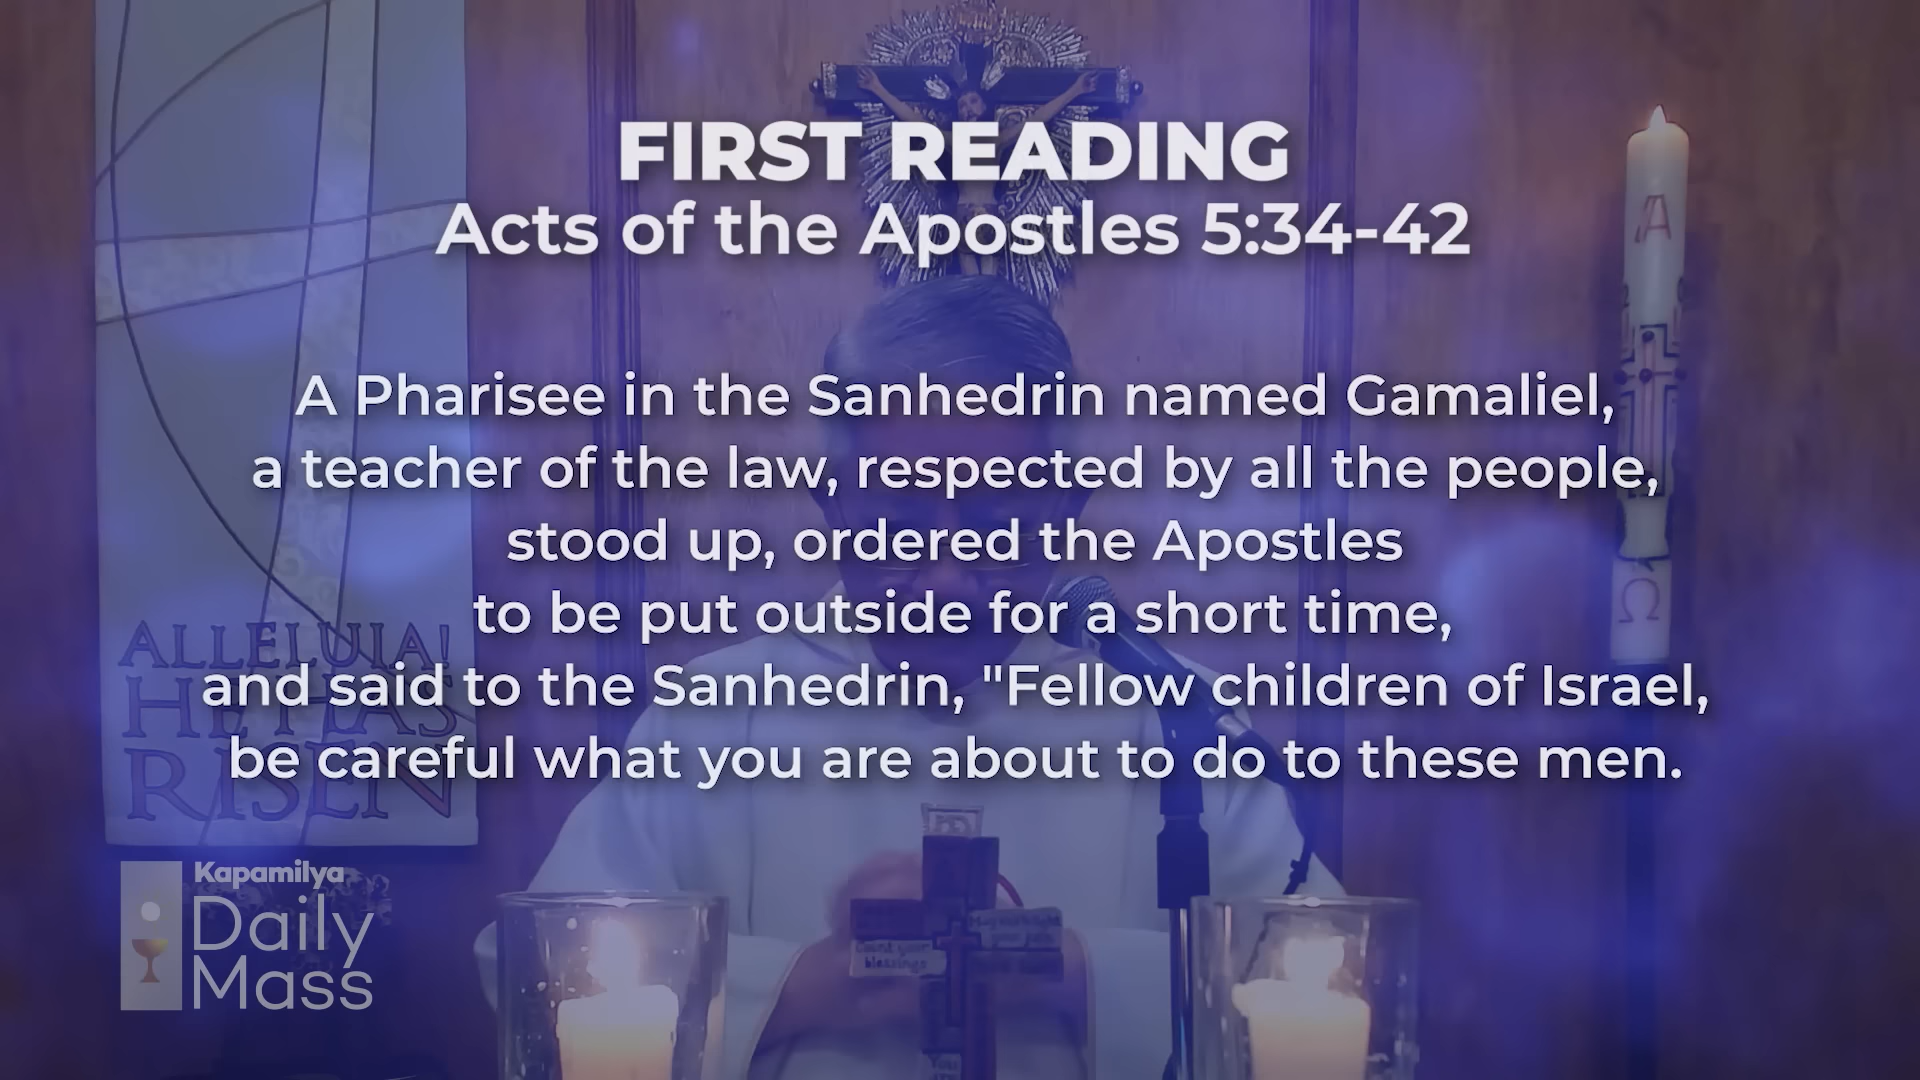 FIRST READING
Acts of the Apostles 5:34-42
A Pharisee in the Sanhedrin named Gamaliel,
a teacher of the law, respected by all the people,
stood up, ordered the Apostles
to be put outside for a short time,
and said to the Sanhedrin, "Fellow children of Israel,
be careful what you are about to do to these men.
ALLELUIA!
HE HAS
RISEN
Α
Ω
Kapamilya
Daily
Mass
Count your
blessings